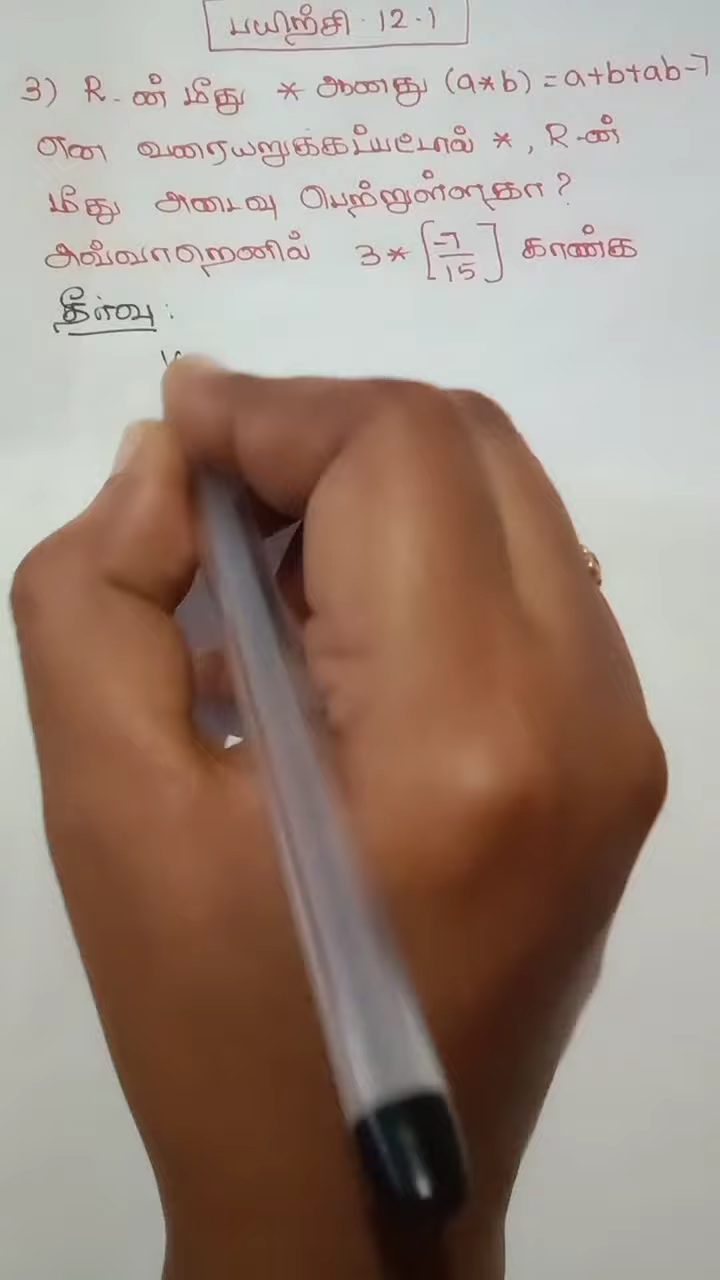 பயிற்சி · 12 · 1
3) R - ன் மீது * ஆனது (a*b) = a+b+ab-7
என வரையறுக்கப்பட்டால் *, R-ன்
மீது அடைவு பெற்றுள்ளதா?
அவ்வாறெனில் 3 * [-7/15] காண்க
தீர்வு :